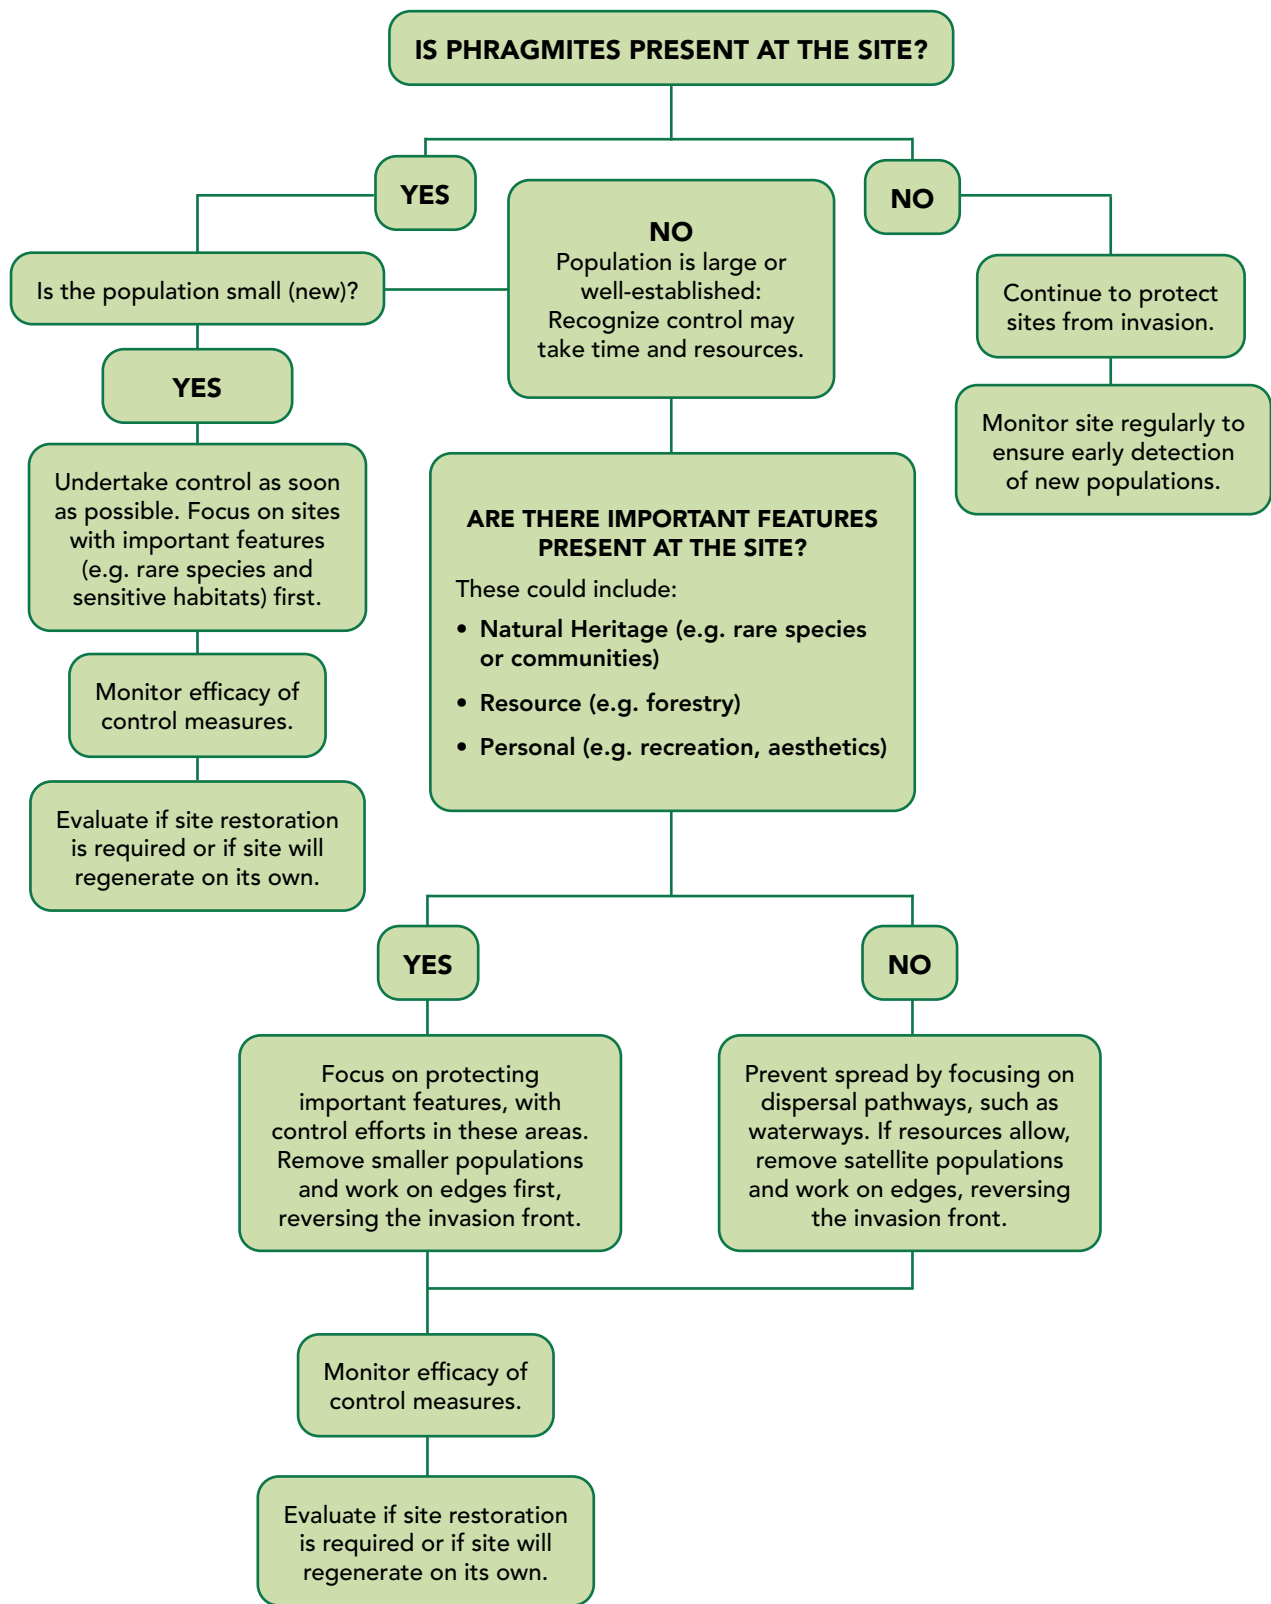 IS PHRAGMITES PRESENT AT THE SITE?
YES
NO
Is the population small (new)?
NO
Population is large or
well-established:
Recognize control may
take time and resources.
Continue to protect
sites from invasion.
Monitor site regularly to
ensure early detection
of new populations.
YES
Undertake control as soon
as possible. Focus on sites
with important features
(e.g. rare species and
sensitive habitats) first.
Monitor efficacy of
control measures.
Evaluate if site restoration
is required or if site will
regenerate on its own.
ARE THERE IMPORTANT FEATURES
PRESENT AT THE SITE?
These could include:
• Natural Heritage (e.g. rare species
or communities)
• Resource (e.g. forestry)
• Personal (e.g. recreation, aesthetics)
YES
NO
Focus on protecting
important features, with
control efforts in these areas.
Remove smaller populations
and work on edges first,
reversing the invasion front.
Prevent spread by focusing on
dispersal pathways, such as
waterways. If resources allow,
remove satellite populations
and work on edges, reversing
the invasion front.
Monitor efficacy of
control measures.
Evaluate if site restoration
is required or if site will
regenerate on its own.